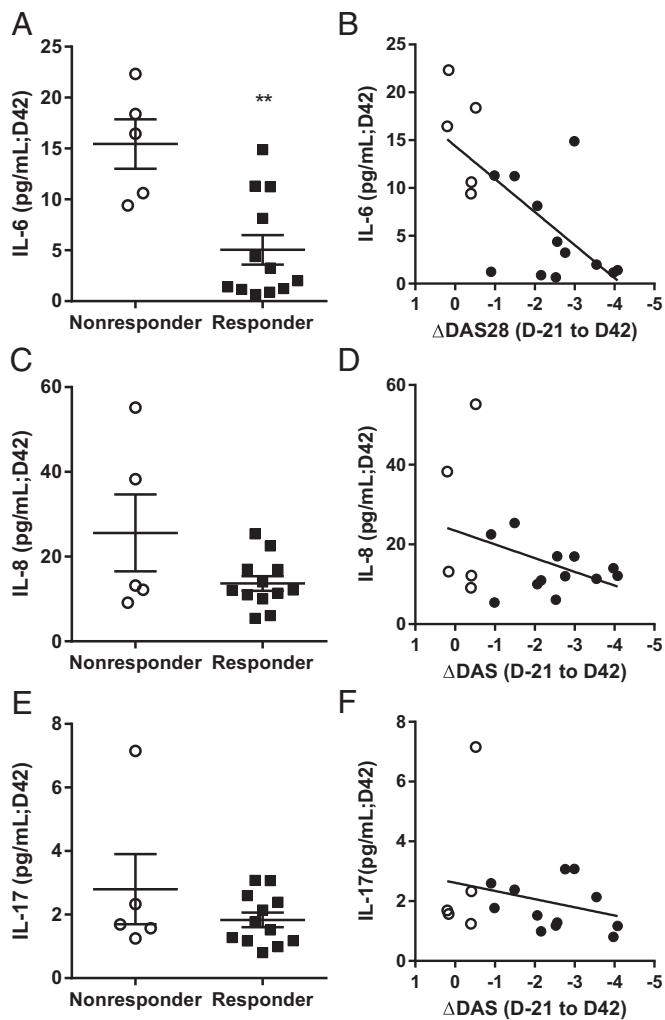 A
IL-6 (pg/mL;D42)
25
20
15
10
5
0
**
Nonresponder Responder
B
IL-6 (pg/mL;D42)
25
20
15
10
5
0
1 0 -1 -2 -3 -4 -5
ΔDAS28 (D-21 to D42)
C
IL-8 (pg/mL;D42)
60
40
20
0
Nonresponder Responder
D
IL-8 (pg/mL;D42)
60
40
20
0
1 0 -1 -2 -3 -4 -5
ΔDAS (D-21 to D42)
E
IL-17 (pg/mL;D42)
8
6
4
2
0
Nonresponder Responder
F
IL-17(pg/mL;D42)
8
6
4
2
0
1 0 -1 -2 -3 -4 -5
ΔDAS (D-21 to D42)